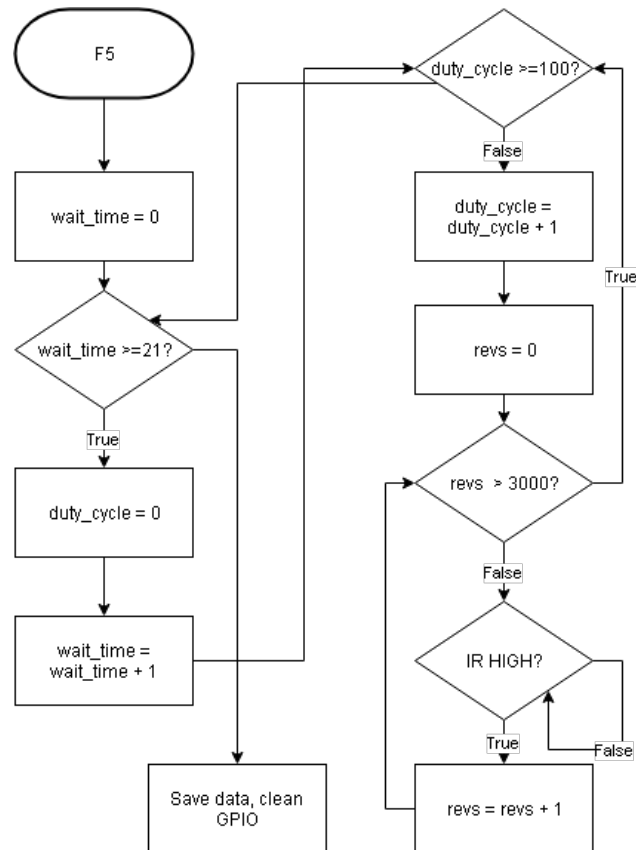 F5
wait_time = 0
wait_time >=21?
True
duty_cycle = 0
wait_time =
wait_time + 1
Save data, clean
GPIO
duty_cycle >=100?
False
duty_cycle =
duty_cycle + 1
True
revs = 0
revs > 3000?
False
IR HIGH?
True
False
revs = revs + 1